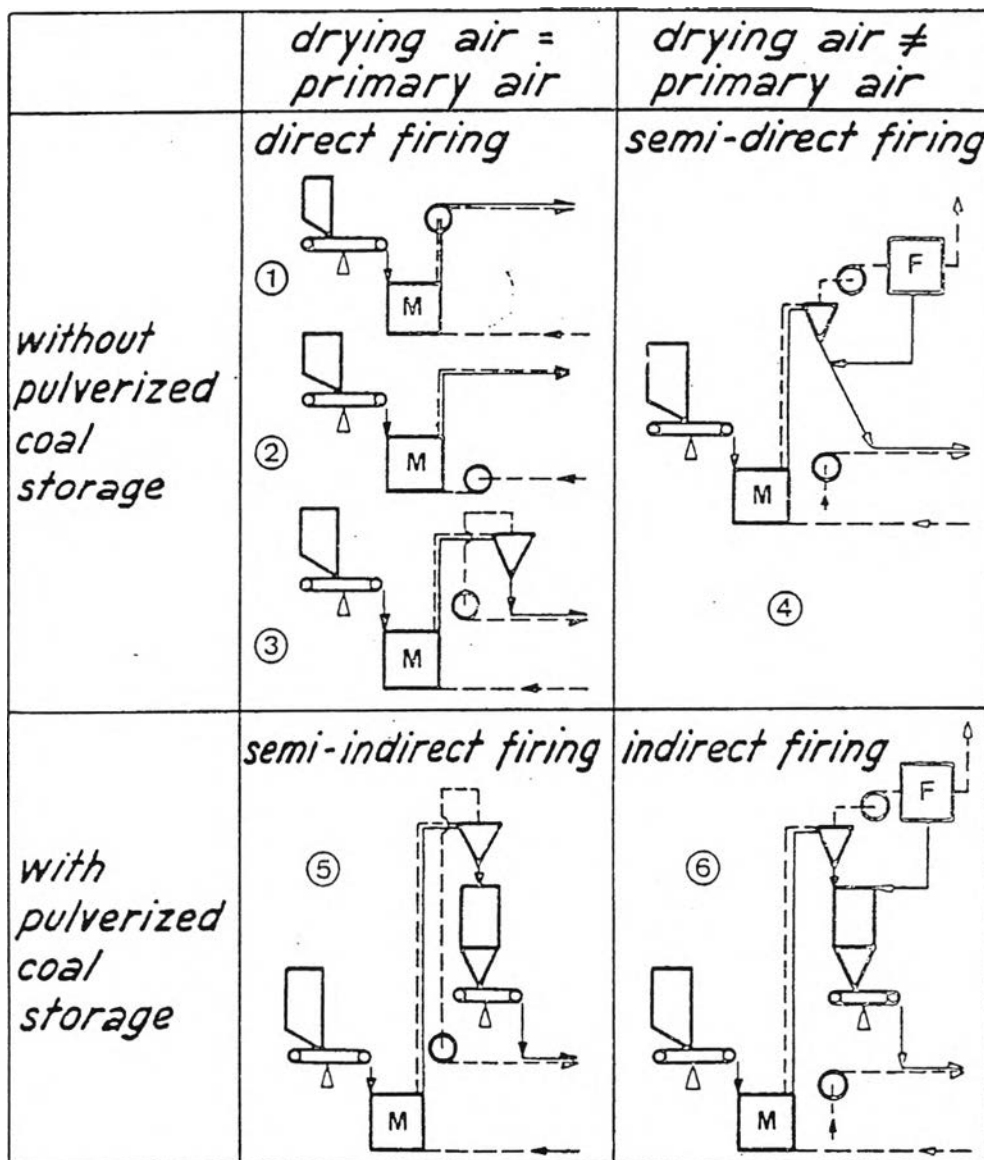 drying air =
primary air
drying air ≠
primary air
without
pulverized
coal
storage
direct firing
①
M
②
M
③
M
semi-direct firing
F
M
④
with
pulverized
coal
storage
semi-indirect firing
⑤
M
indirect firing
F
⑥
M